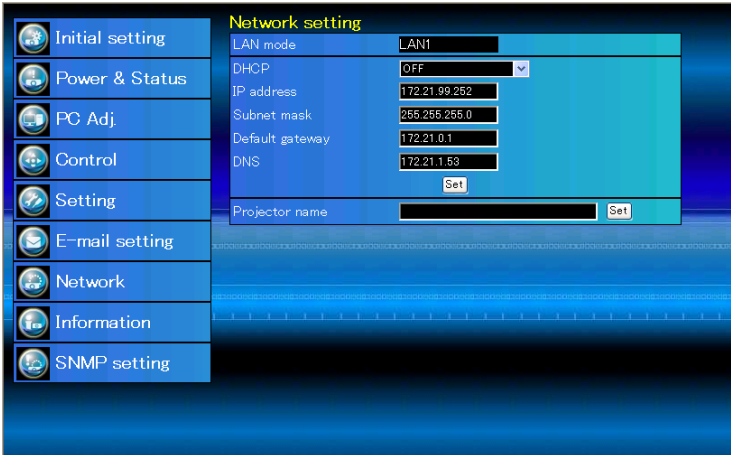 Network setting
Initial setting
LAN mode LAN1
DHCP OFF
Power & Status
IP address 172.21.99.252
Subnet mask 255.255.255.0
PC Adj.
Default gateway 172.21.0.1
Control
DNS 172.21.1.53
Set
Setting
Projector name Set
E-mail setting
Network
Information
SNMP setting